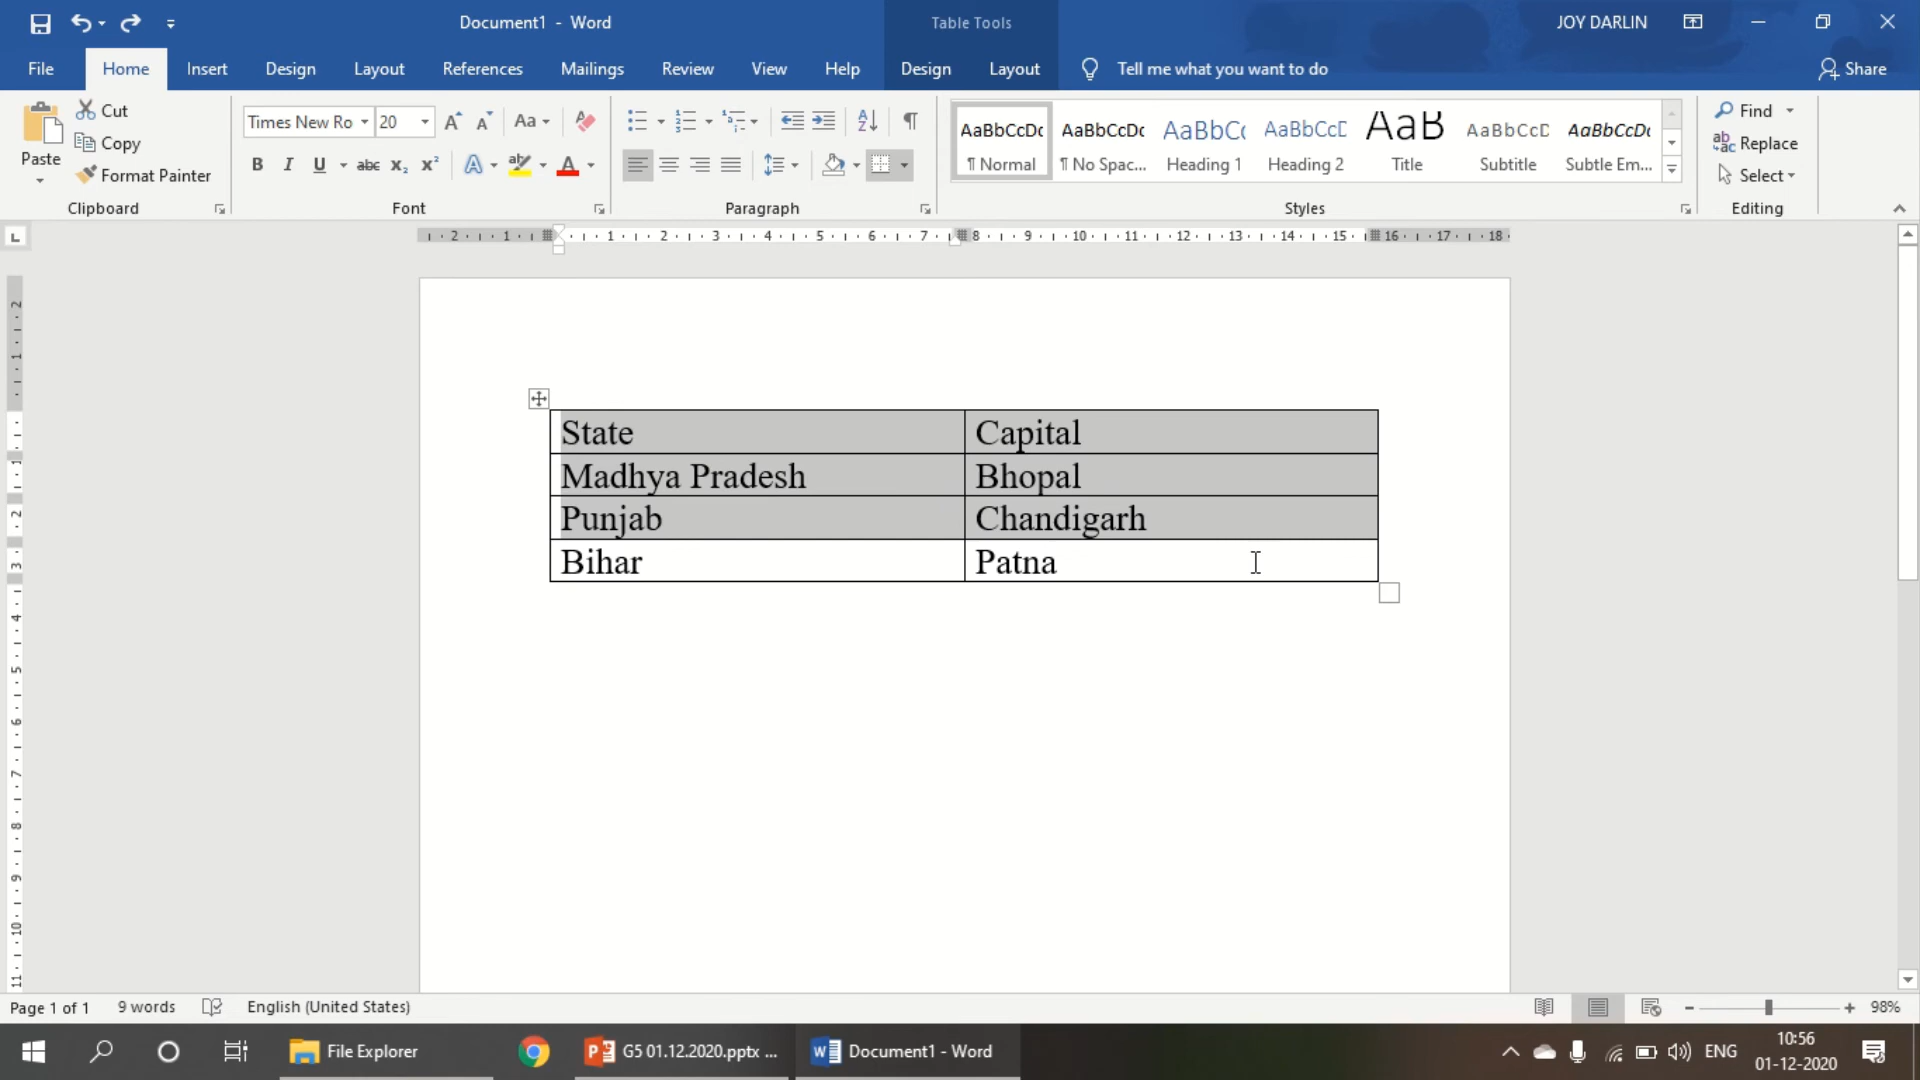 Document1 - Word
Table Tools
JOY DARLIN
File
Home
Insert
Design
Layout
References
Mailings
Review
View
Help
Design
Layout
Tell me what you want to do
Share
Paste
Cut
Copy
Format Painter
Clipboard
Times New Ro
20
Font
Paragraph
AaBbCcDc
¶ Normal
AaBbCcDc
¶ No Spac...
AaBbCc
Heading 1
AaBbCcD
Heading 2
AaB
Title
AaBbCcD
Subtitle
AaBbCcDc
Subtle Em...
Styles
Find
Replace
Select
Editing
State Capital
Madhya Pradesh Bhopal
Punjab Chandigarh
Bihar Patna
Page 1 of 1
9 words
English (United States)
98%
File Explorer
G5 01.12.2020.pptx ...
Document1 - Word
ENG
10:56
01-12-2020